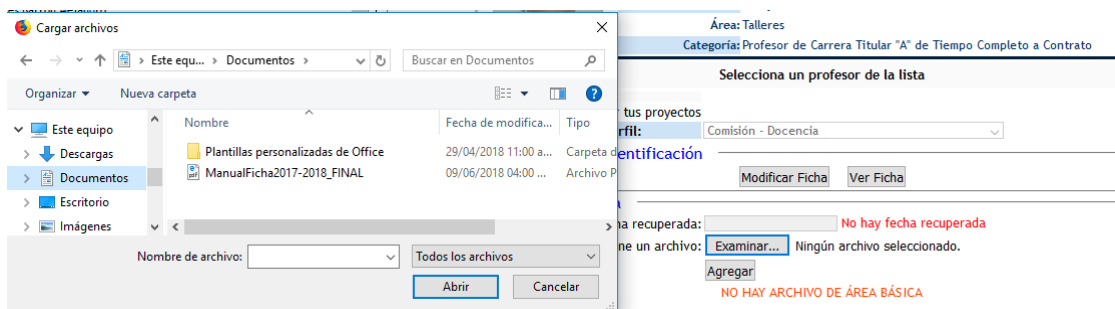 Cargar archivos
Este equ... > Documentos >
Buscar en Documentos
Organizar
Nueva carpeta
Este equipo
Descargas
Documentos
Escritorio
Imágenes
Nombre
Fecha de modifica...
Tipo
Plantillas personalizadas de Office
29/04/2018 11:00 a...
Carpeta d
ManualFicha2017-2018_FINAL
09/06/2018 04:00 ...
Archivo P
Nombre de archivo:
Todos los archivos
Abrir
Cancelar
Área: Talleres
Categoría: Profesor de Carrera Titular "A" de Tiempo Completo a Contrato
Selecciona un profesor de la lista
tus proyectos
rfil:
Comisión - Docencia
entificación
Modificar Ficha
Ver Ficha
a recuperada:
No hay fecha recuperada
ne un archivo:
Examinar...
Ningún archivo seleccionado.
Agregar
NO HAY ARCHIVO DE ÁREA BÁSICA